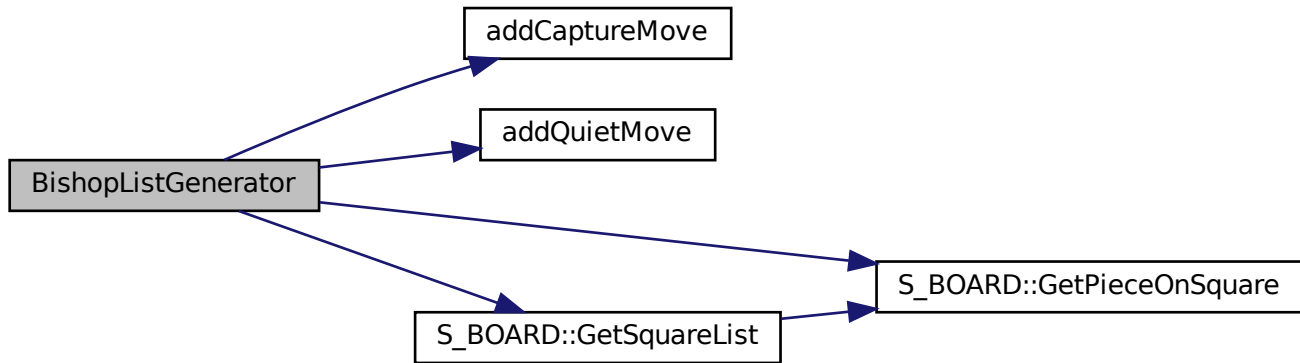 addCaptureMove
addQuietMove
BishopListGenerator
S_BOARD::GetPieceOnSquare
S_BOARD::GetSquareList